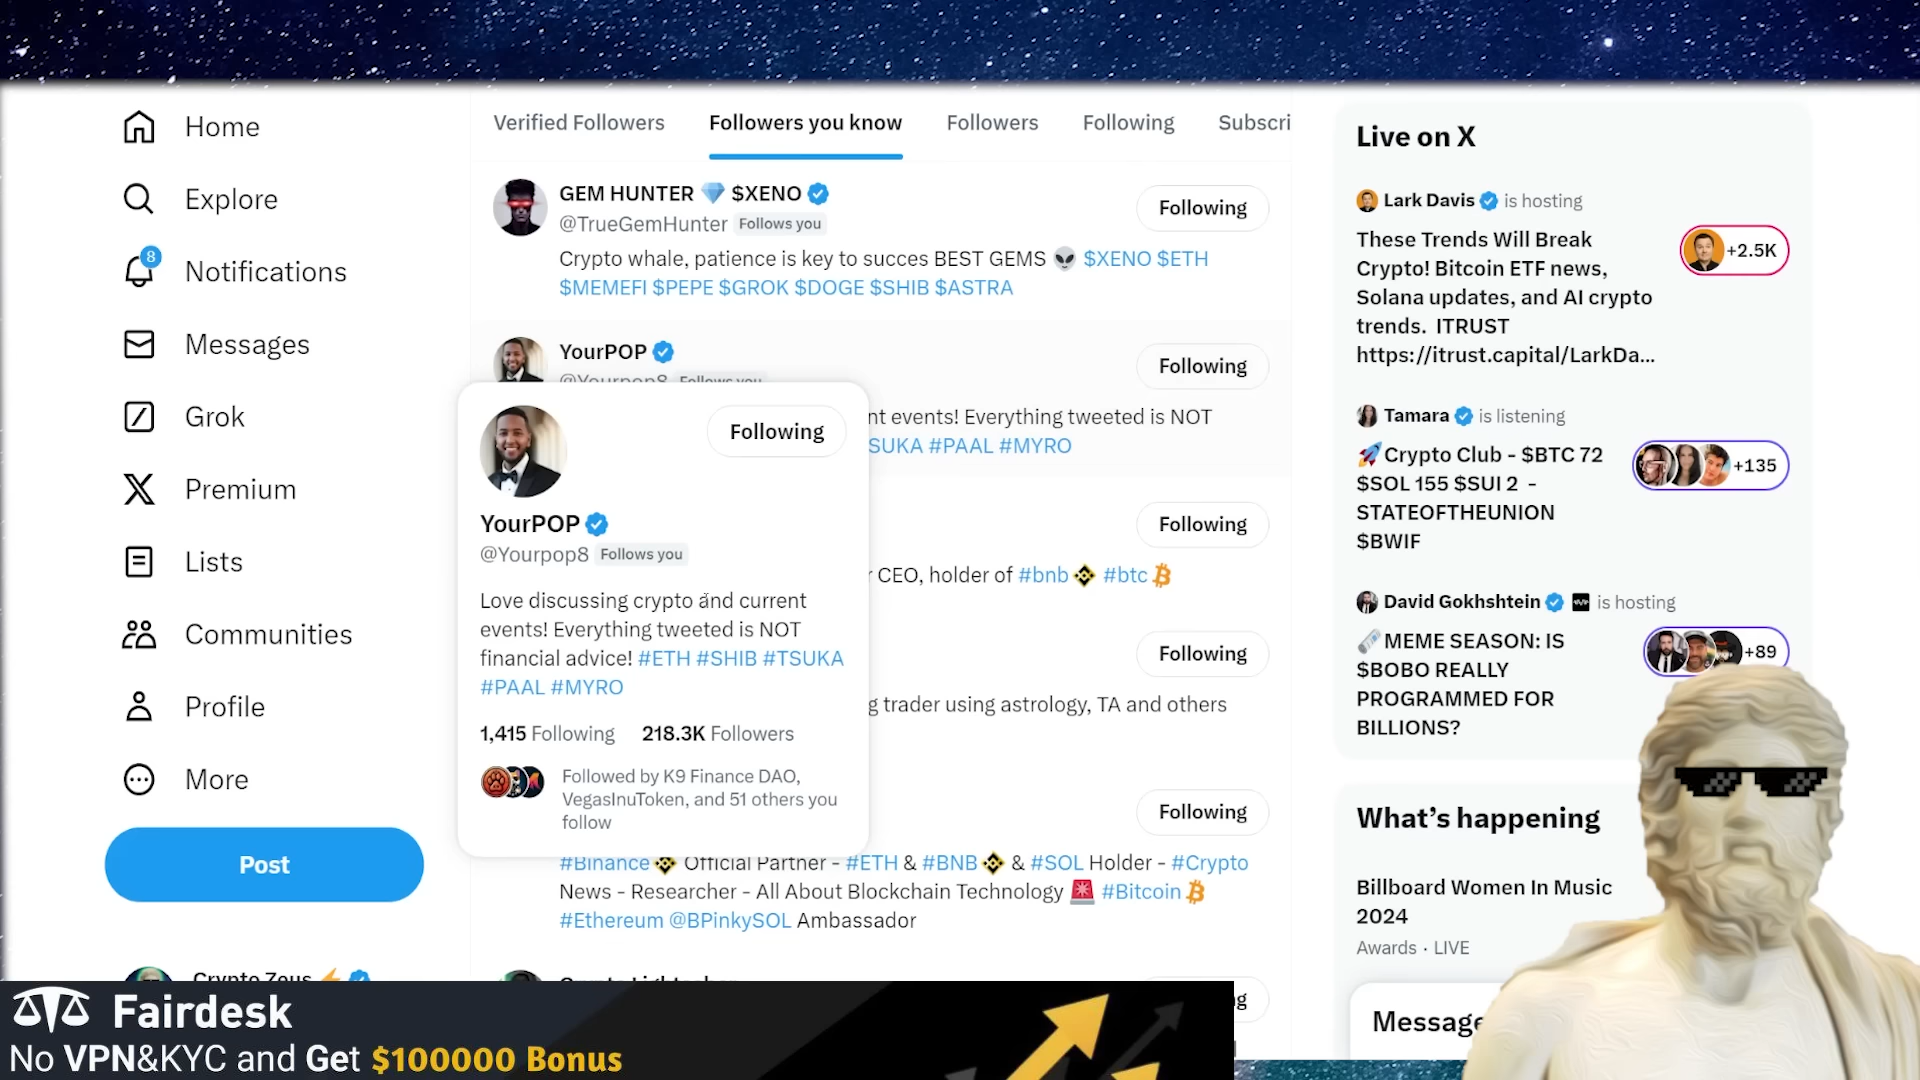 Home
Explore
8
Notifications
Messages
Grok
Premium
Lists
Communities
Profile
More
Post
Crypto Zeus
Verified Followers
Followers you know
Followers
Following
Subscri
GEM HUNTER 💎 $XENO
@TrueGemHunter Follows you
Following
Crypto whale, patience is key to succes BEST GEMS 👽 $XENO $ETH
$MEMEFI $PEPE $GROK $DOGE $SHIB $ASTRA
YourPOP
@Yourpop8 Follows you
Following
nt events! Everything tweeted is NOT
SUKA #PAAL #MYRO
Following
YourPOP
@Yourpop8 Follows you
Love discussing crypto and current
events! Everything tweeted is NOT
financial advice! #ETH #SHIB #TSUKA
#PAAL #MYRO
1,415 Following 218.3K Followers
Followed by K9 Finance DAO,
VegasInuToken, and 51 others you
follow
Following
CEO, holder of #bnb #btc
Following
g trader using astrology, TA and others
Following
#Binance Official Partner - #ETH & #BNB & #SOL Holder - #Crypto
News - Researcher - All About Blockchain Technology 🚨 #Bitcoin
#Ethereum @BPinkySOL Ambassador
ng
Live on X
Lark Davis is hosting
These Trends Will Break
Crypto! Bitcoin ETF news,
Solana updates, and AI crypto
trends. ITRUST
https://itrust.capital/LarkDa...
+2.5K
Tamara is listening
🚀Crypto Club - $BTC 72
$SOL 155 $SUI 2 -
STATEOFTHEUNION
$BWIF
+135
David Gokhshtein is hosting
🗞️MEME SEASON: IS
$BOBO REALLY
PROGRAMMED FOR
BILLIONS?
+89
What's happening
Billboard Women In Music
2024
Awards · LIVE
Message
Fairdesk
No VPN&KYC and Get $100000 Bonus